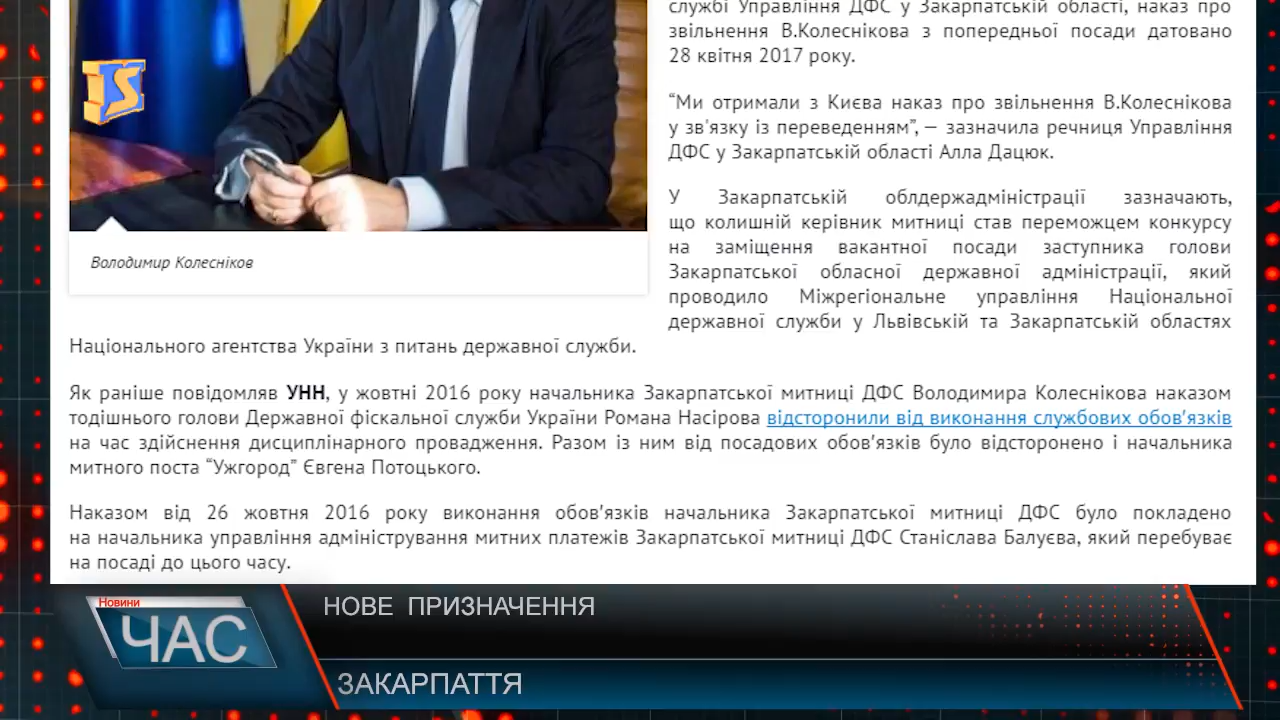 службі Управління ДФС у Закарпатській області, наказ про
звільнення В.Колеснікова з попередньої посади датовано
28 квітня 2017 року.
“Ми отримали з Києва наказ про звільнення В.Колеснікова
у зв'язку із переведенням”, — зазначила речниця Управління
ДФС у Закарпатській області Алла Дацюк.
У Закарпатській облдержадміністрації зазначають,
що колишній керівник митниці став переможцем конкурсу
на заміщення вакантної посади заступника голови
Закарпатської обласної державної адміністрації, який
проводило Міжрегіональне управління Національної
державної служби у Львівській та Закарпатській областях
Національного агентства України з питань державної служби.
Володимир Колесніков
Як раніше повідомляв УНН, у жовтні 2016 року начальника Закарпатської митниці ДФС Володимира Колеснікова наказом
тодішнього голови Державної фіскальної служби України Романа Насірова відсторонили від виконання службових обов'язків
на час здійснення дисциплінарного провадження. Разом із ним від посадових обов'язків було відсторонено і начальника
митного поста “Ужгород” Євгена Потоцького.
Наказом від 26 жовтня 2016 року виконання обов'язків начальника Закарпатської митниці ДФС було покладено
на начальника управління адміністрування митних платежів Закарпатської митниці ДФС Станіслава Балуєва, який перебуває
на посаді до цього часу.
Новини
ЧАС
НОВЕ ПРИЗНАЧЕННЯ
ЗАКАРПАТТЯ